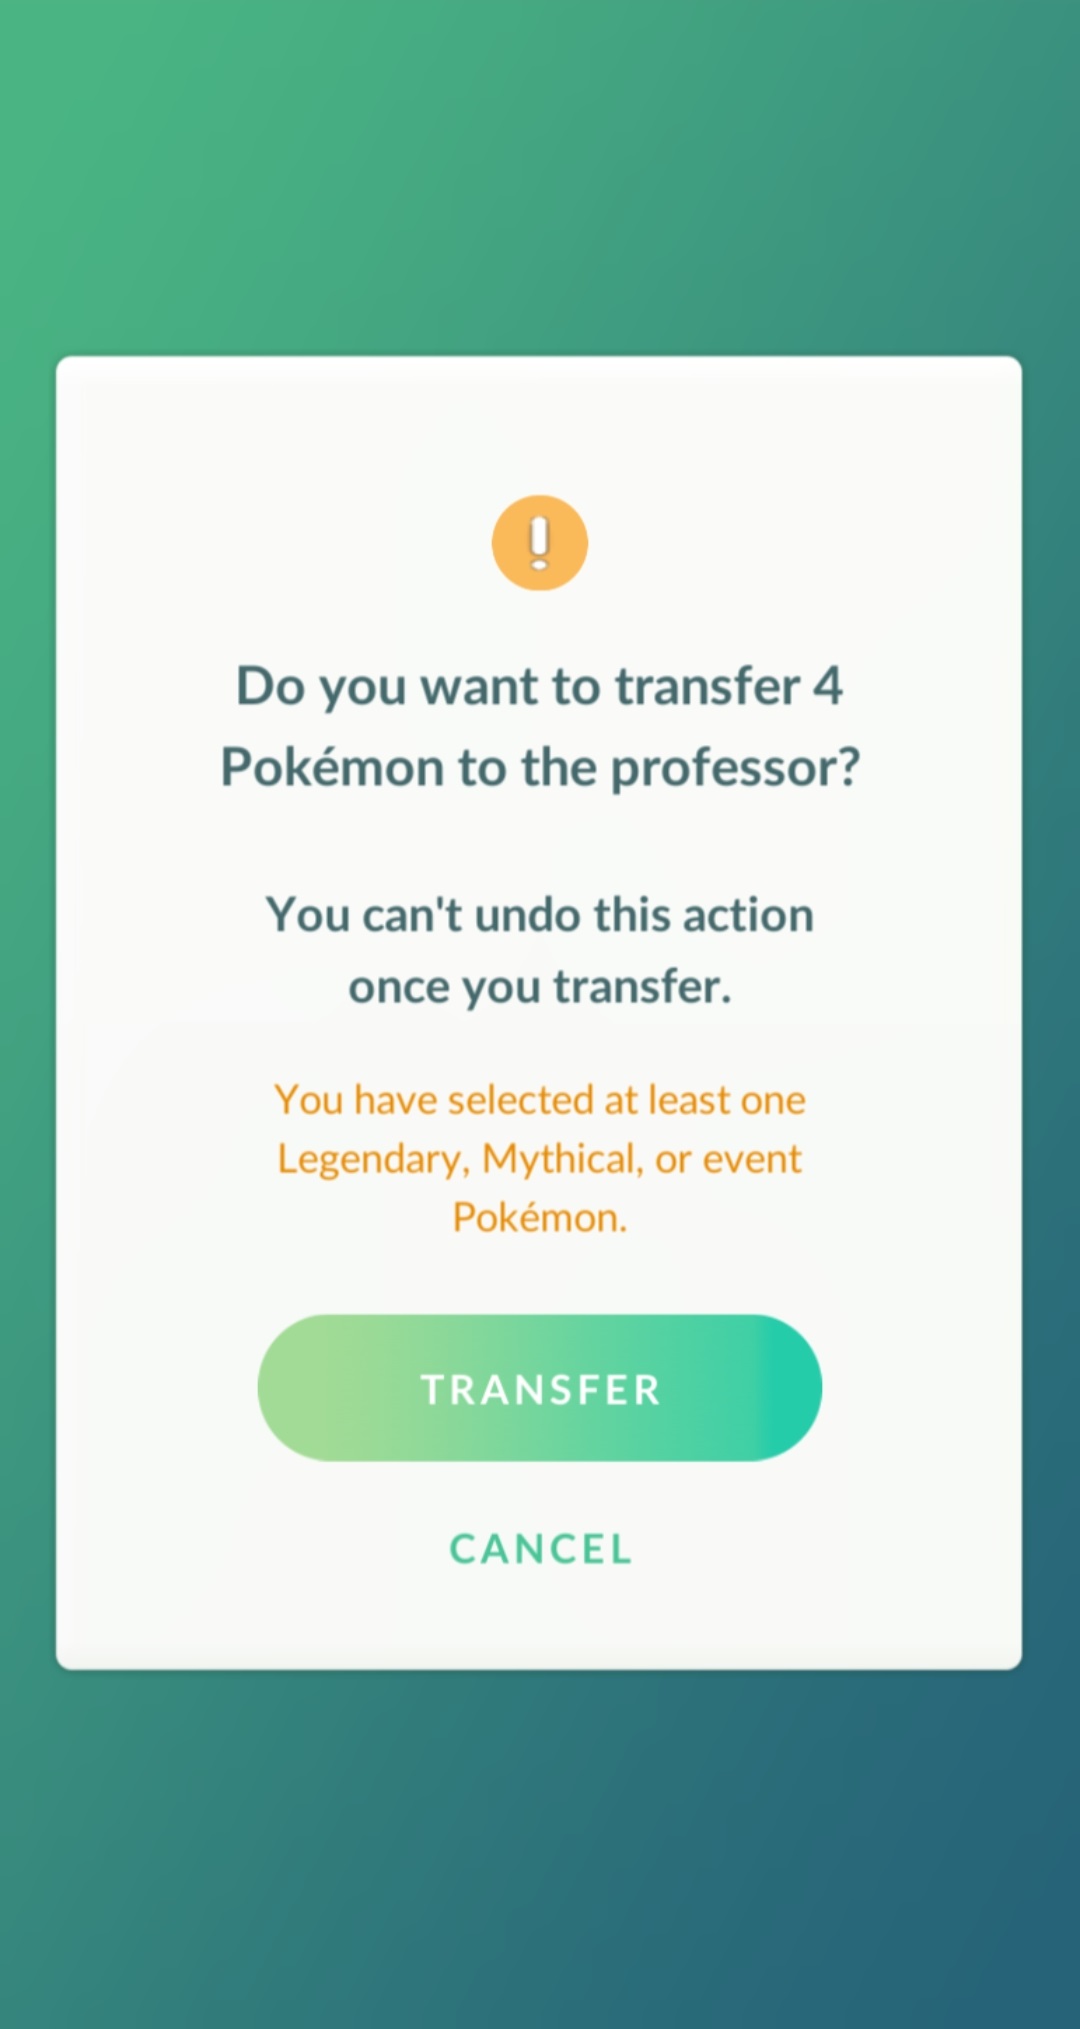 Do you want to transfer 4
Pokémon to the professor?
You can't undo this action
once you transfer.
You have selected at least one
Legendary, Mythical, or event
Pokémon.
TRANSFER
CANCEL